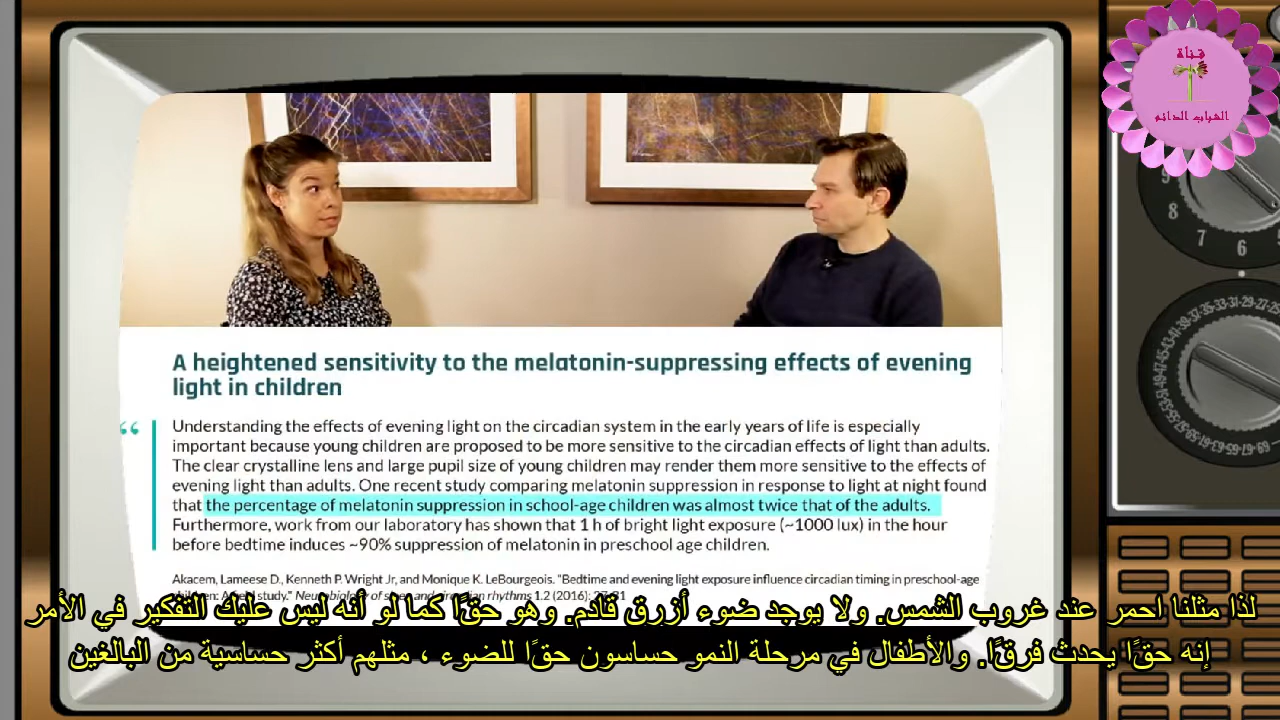 قناة
الشباب الدائم
A heightened sensitivity to the melatonin-suppressing effects of evening
light in children
“
Understanding the effects of evening light on the circadian system in the early years of life is especially
important because young children are proposed to be more sensitive to the circadian effects of light than adults.
The clear crystalline lens and large pupil size of young children may render them more sensitive to the effects of
evening light than adults. One recent study comparing melatonin suppression in response to light at night found
that the percentage of melatonin suppression in school-age children was almost twice that of the adults.
Furthermore, work from our laboratory has shown that 1 h of bright light exposure (~1000 lux) in the hour
before bedtime induces ~90% suppression of melatonin in preschool age children.
Akacem, Lameese D., Kenneth P. Wright Jr, and Monique K. LeBourgeois. "Bedtime and evening light exposure influence circadian timing in preschool-age
study." 1.2 (2016):
لذا مثلنا احمر عند غروب الشمس. ولا يوجد ضوء أزرق قادم. وهو حقًا كما لو أنه ليس عليك التفكير في الأمر
إنه حقًا يحدث فرقًا. والأطفال في مرحلة النمو حساسون حقًا للضوء ، مثلهم أكثر حساسية من البالغين
8
7
6